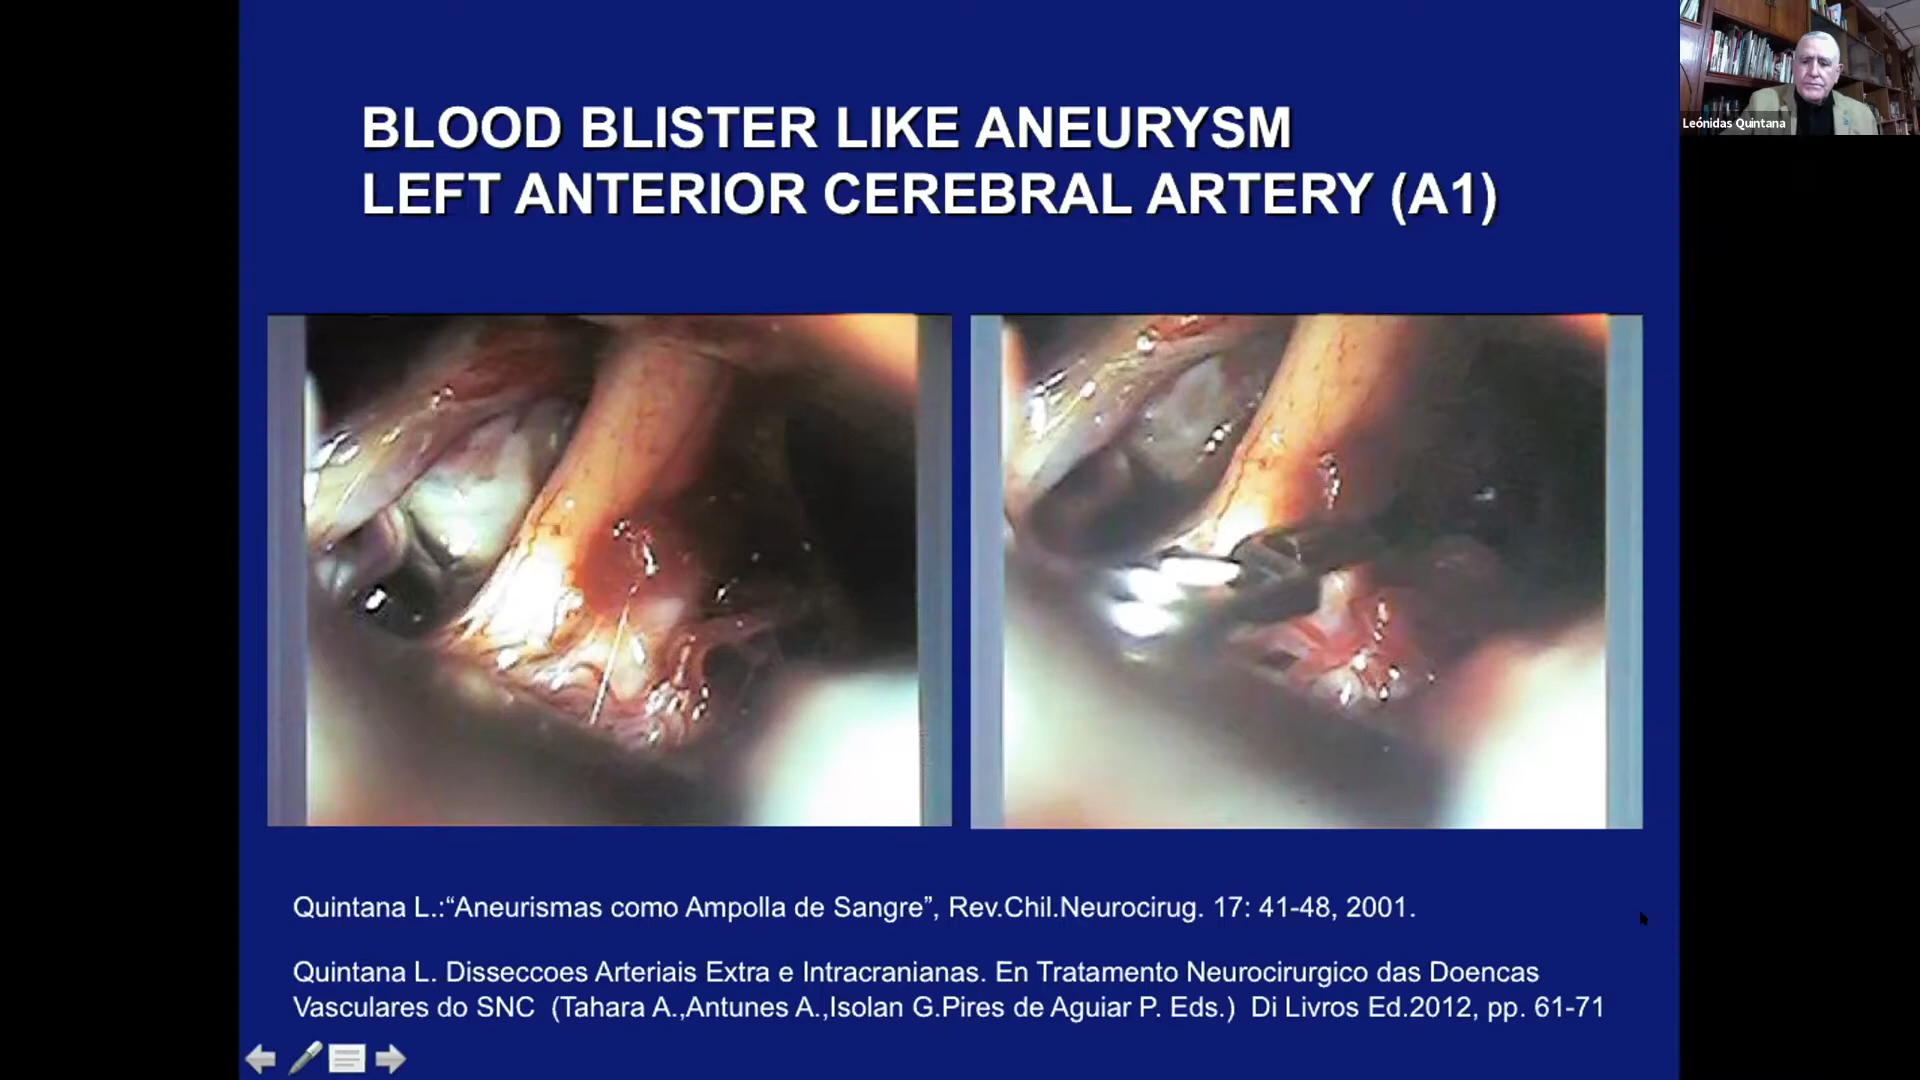 BLOOD BLISTER LIKE ANEURYSM
LEFT ANTERIOR CEREBRAL ARTERY (A1)
Leónidas Quintana
Quintana L.:“Aneurismas como Ampolla de Sangre”, Rev.Chil.Neurocirug. 17: 41-48, 2001.
Quintana L. Disseccoes Arteriais Extra e Intracranianas. En Tratamento Neurocirurgico das Doencas
Vasculares do SNC (Tahara A.,Antunes A.,Isolan G.Pires de Aguiar P. Eds.) Di Livros Ed.2012, pp. 61-71